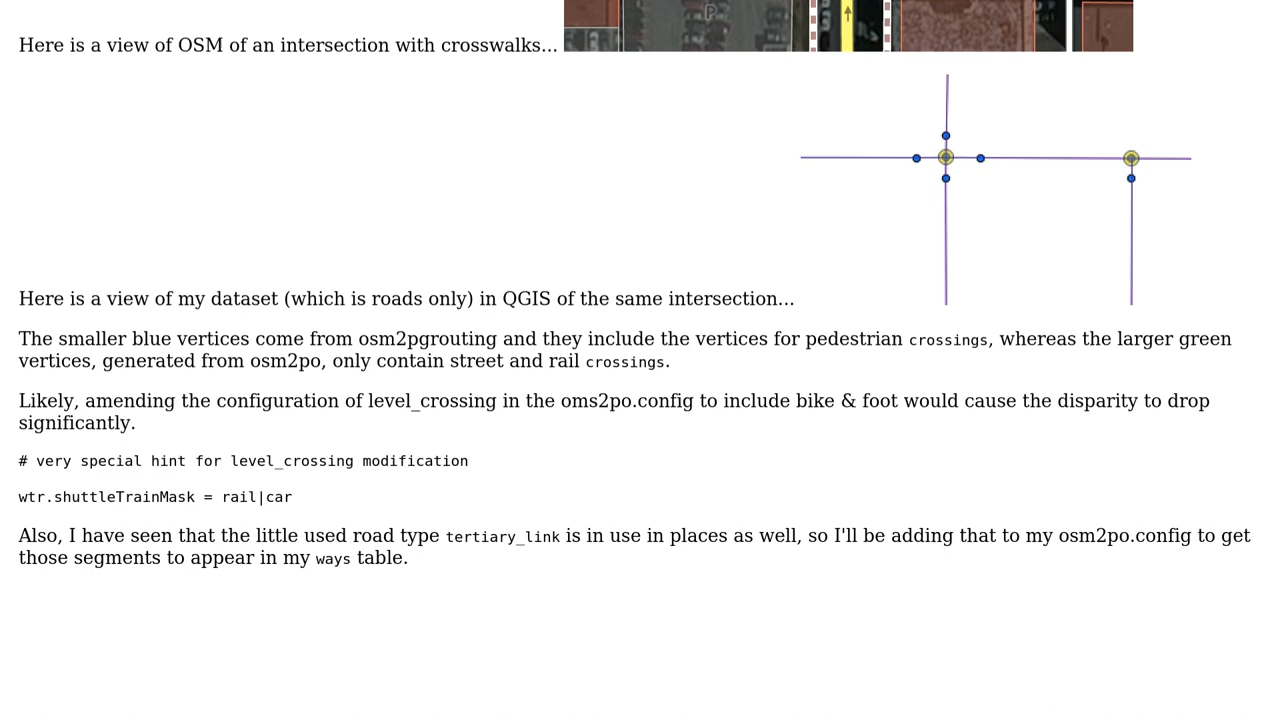 Here is a view of OSM of an intersection with crosswalks...
P
Here is a view of my dataset (which is roads only) in QGIS of the same intersection...
The smaller blue vertices come from osm2pgrouting and they include the vertices for pedestrian crossings, whereas the larger green
vertices, generated from osm2po, only contain street and rail crossings.
Likely, amending the configuration of level_crossing in the oms2po.config to include bike & foot would cause the disparity to drop
significantly.
# very special hint for level_crossing modification
wtr.shuttleTrainMask = rail|car
Also, I have seen that the little used road type tertiary_link is in use in places as well, so I'll be adding that to my osm2po.config to get
those segments to appear in my ways table.